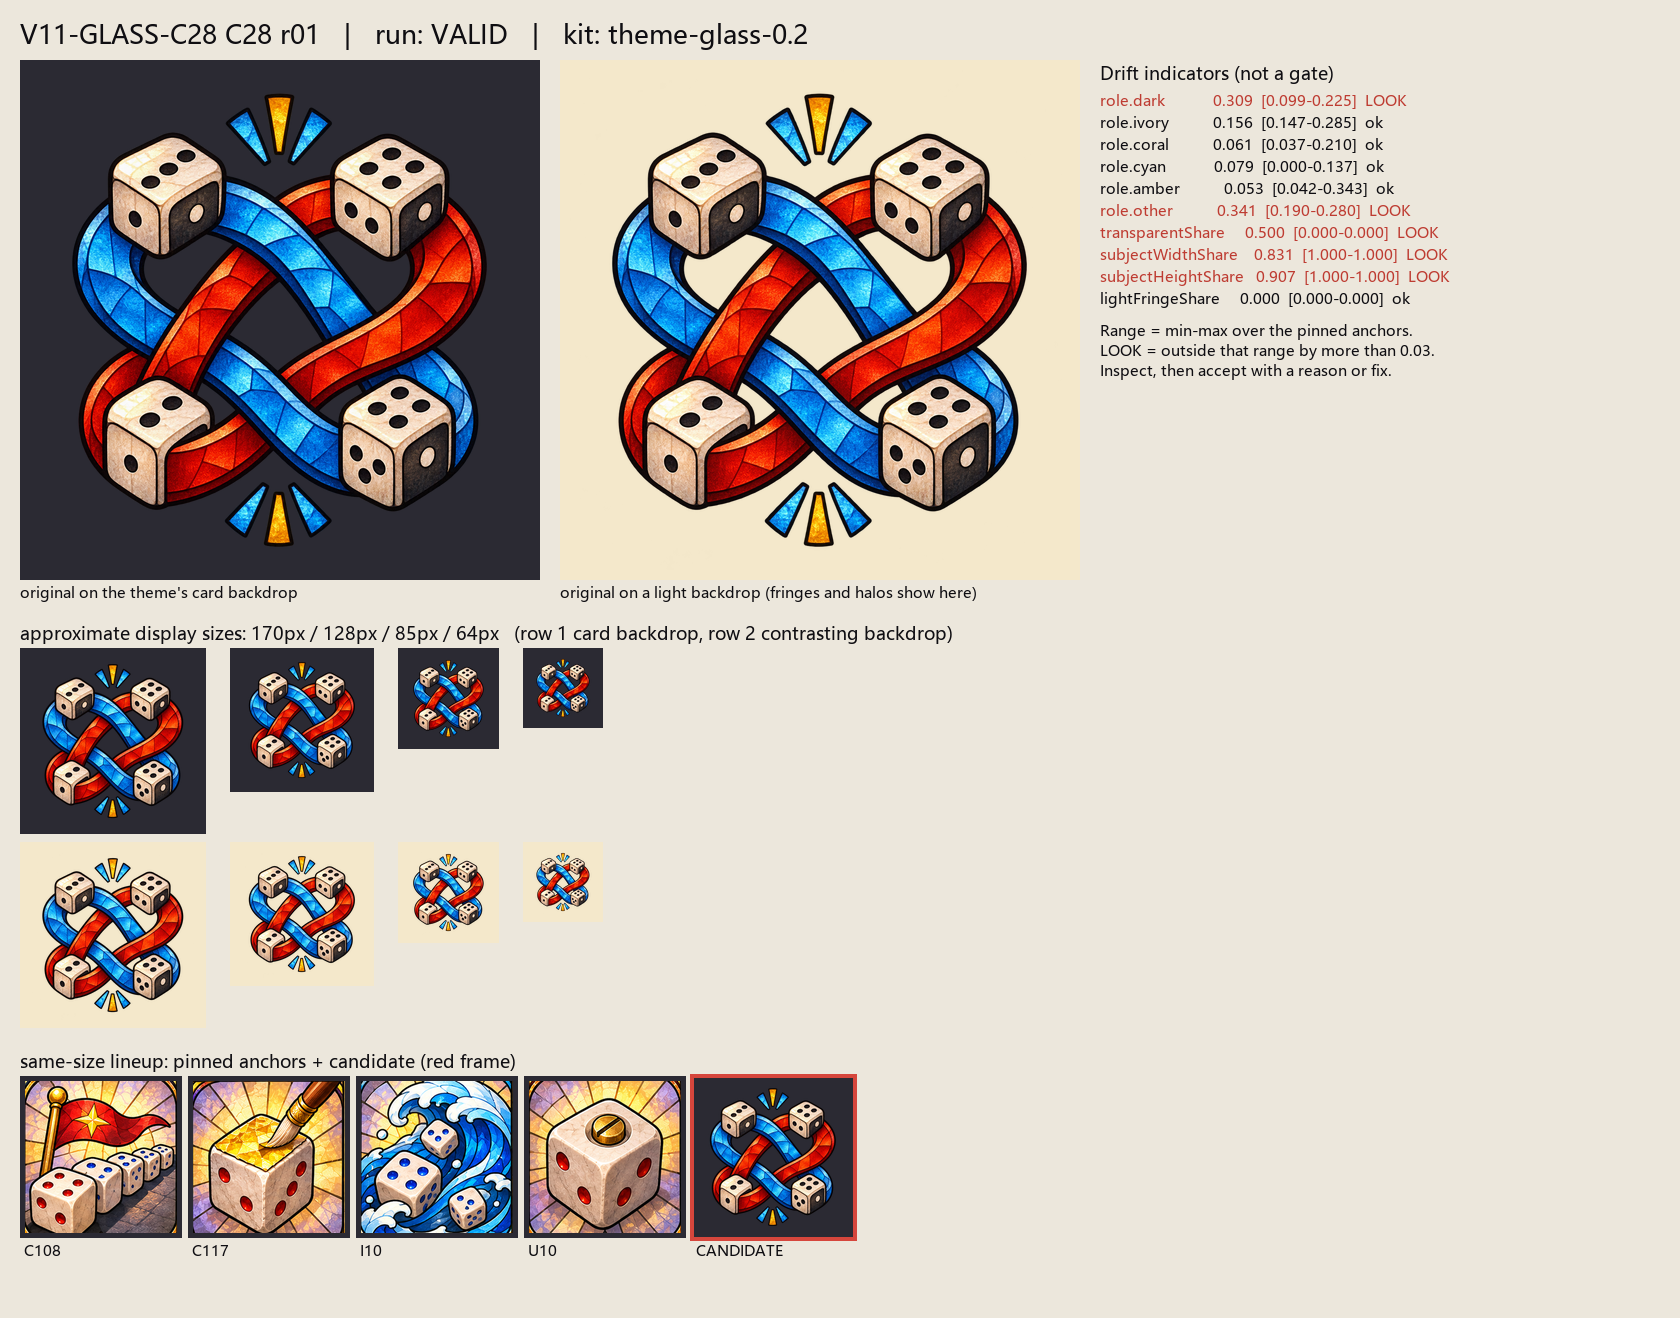 V11-GLASS-C28 C28 r01 | run: VALID | kit: theme-glass-0.2
Drift indicators (not a gate)
role.dark 0.309 [0.099-0.225] LOOK
role.ivory 0.156 [0.147-0.285] ok
role.coral 0.061 [0.037-0.210] ok
role.cyan 0.079 [0.000-0.137] ok
role.amber 0.053 [0.042-0.343] ok
role.other 0.341 [0.190-0.280] LOOK
transparentShare 0.500 [0.000-0.000] LOOK
subjectWidthShare 0.831 [1.000-1.000] LOOK
subjectHeightShare 0.907 [1.000-1.000] LOOK
lightFringeShare 0.000 [0.000-0.000] ok
Range = min-max over the pinned anchors.
LOOK = outside that range by more than 0.03.
Inspect, then accept with a reason or fix.
original on the theme's card backdrop
original on a light backdrop (fringes and halos show here)
approximate display sizes: 170px / 128px / 85px / 64px (row 1 card backdrop, row 2 contrasting backdrop)
same-size lineup: pinned anchors + candidate (red frame)
C108
C117
I10
U10
CANDIDATE